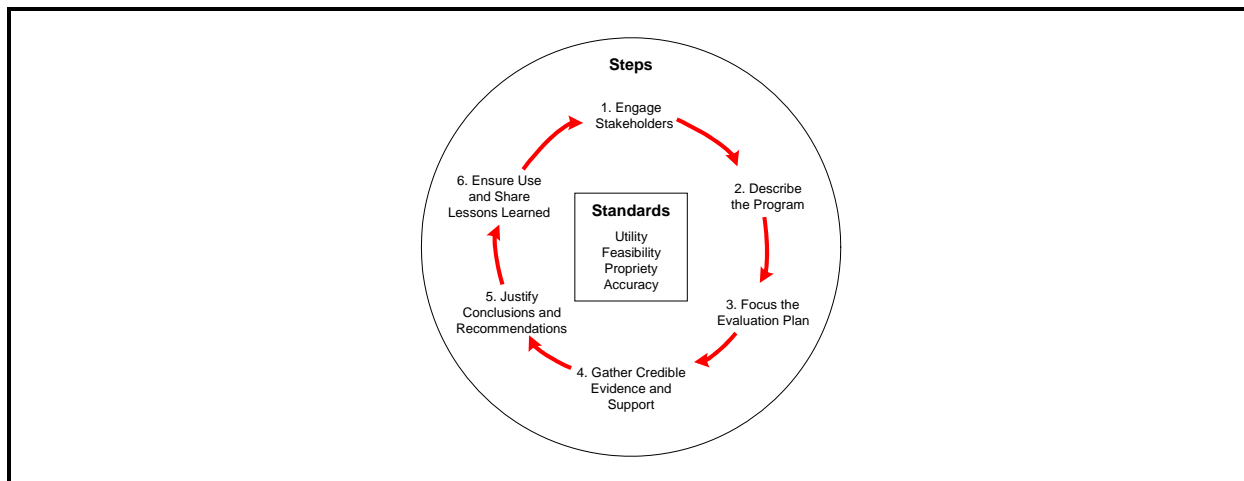 Steps
1. Engage
Stakeholders
2. Describe
the Program
3. Focus the
Evaluation Plan
4. Gather Credible
Evidence and
Support
5. Justify
Conclusions and
Recommendations
6. Ensure Use
and Share
Lessons Learned
Standards
Utility
Feasibility
Propriety
Accuracy